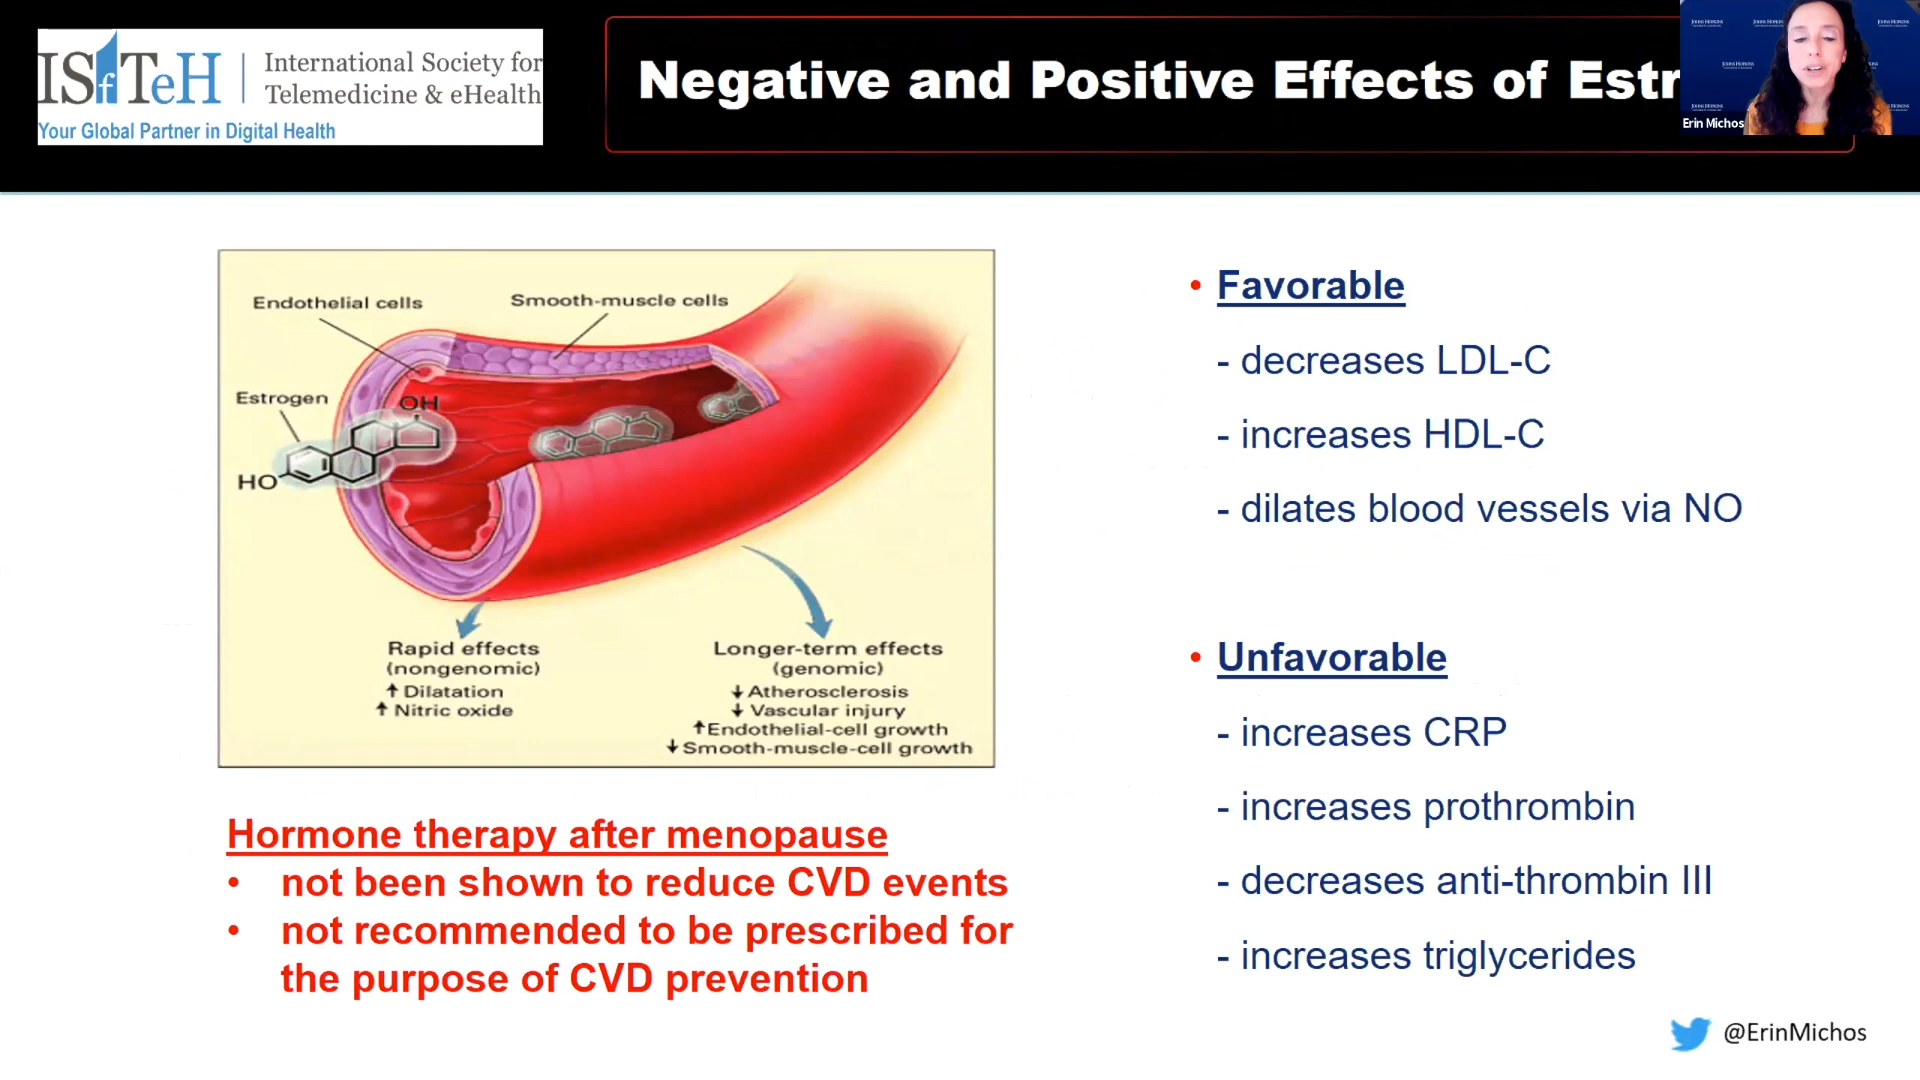 ISfTeH
International Society for
Telemedicine & eHealth
Your Global Partner in Digital Health
Negative and Positive Effects of Estr
JOHNS HOPKINS
Erin Michos
Endothelial cells
Smooth-muscle cells
Estrogen
OH
HO
Rapid effects
(nongenomic)
↑ Dilatation
↑ Nitric oxide
Longer-term effects
(genomic)
↓ Atherosclerosis
↓ Vascular injury
↑ Endothelial-cell growth
↓ Smooth-muscle-cell growth
Hormone therapy after menopause
• not been shown to reduce CVD events
• not recommended to be prescribed for
the purpose of CVD prevention
• Favorable
- decreases LDL-C
- increases HDL-C
- dilates blood vessels via NO
• Unfavorable
- increases CRP
- increases prothrombin
- decreases anti-thrombin III
- increases triglycerides
@ErinMichos